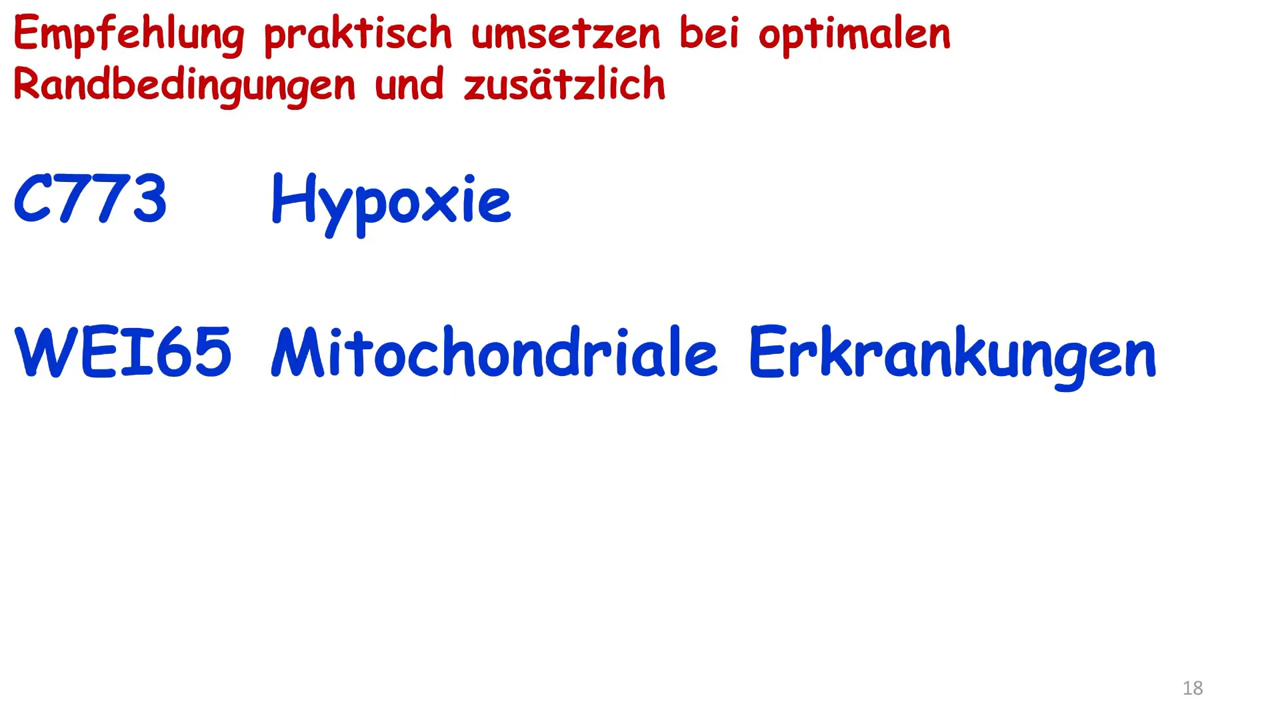 Empfehlung praktisch umsetzen bei optimalen
Randbedingungen und zusätzlich
C773 Hypoxie
WEI65 Mitochondriale Erkrankungen
18